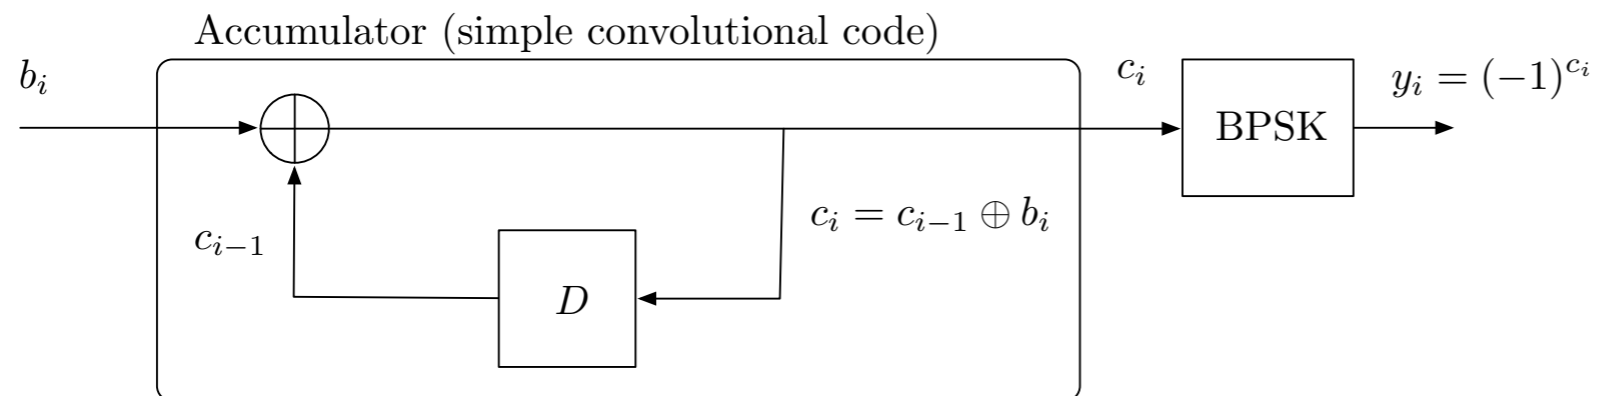 Accumulator (simple convolutional code)
b_i
c_i
y_i = (−1)^{c_i}
BPSK
c_i = c_{i−1} ⊕ b_i
c_{i−1}
D